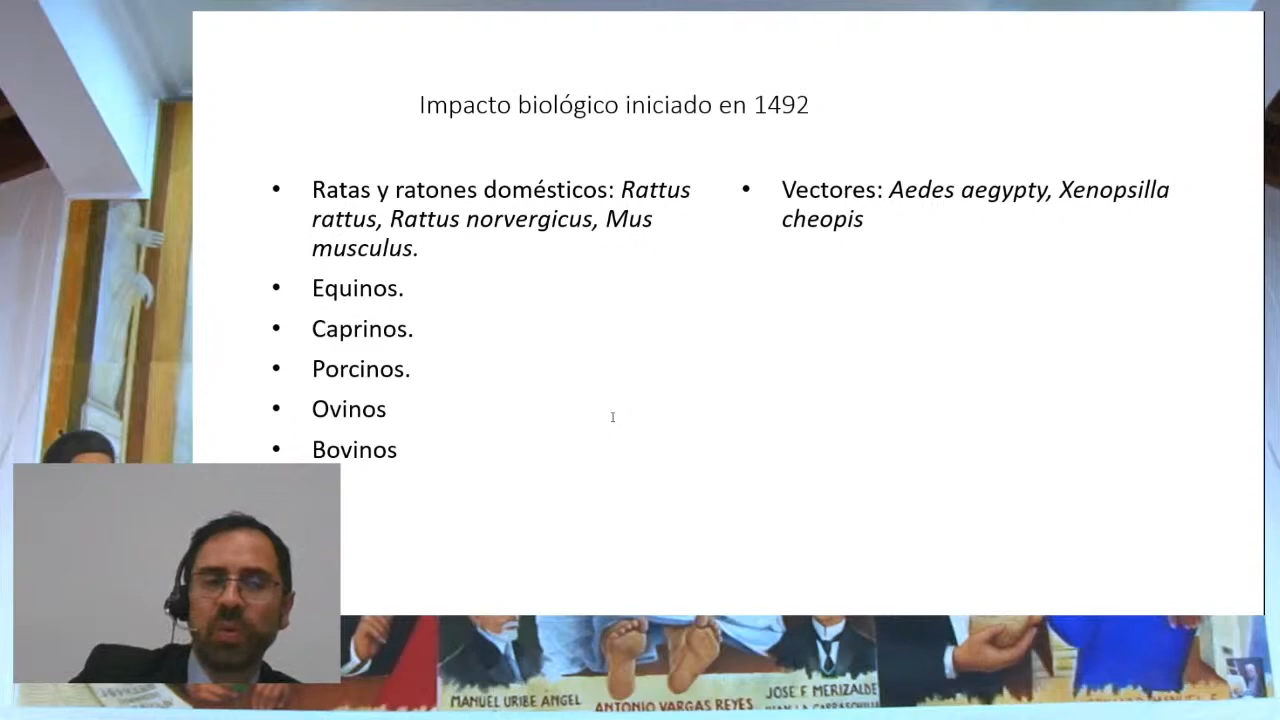 Impacto biológico iniciado en 1492
• Ratas y ratones domésticos: Rattus
rattus, Rattus norvergicus, Mus
musculus.
• Equinos.
• Caprinos.
• Porcinos.
• Ovinos
• Bovinos
• Vectores: Aedes aegypty, Xenopsilla
cheopis
MANUEL URIBE ANGEL
ANTONIO VARGAS REYES
JOSE F. MERIZALDE